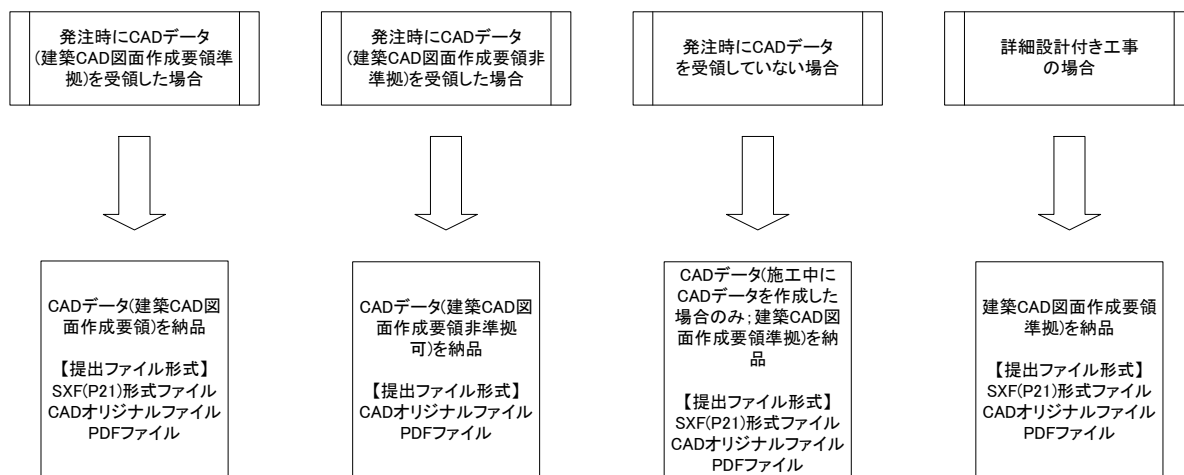 発注時にCADデータ
(建築CAD図面作成要領準
拠)を受領した場合
発注時にCADデータ
(建築CAD図面作成要領非
準拠)を受領した場合
発注時にCADデータ
を受領していない場合
詳細設計付き工事
の場合
CADデータ(建築CAD図
面作成要領)を納品
【提出ファイル形式】
SXF(P21)形式ファイル
CADオリジナルファイル
PDFファイル
CADデータ(建築CAD図
面作成要領非準拠
可)を納品
【提出ファイル形式】
CADオリジナルファイル
PDFファイル
CADデータ(施工中に
CADデータを作成した
場合のみ;建築CAD図
面作成要領準拠)を納
品
【提出ファイル形式】
SXF(P21)形式ファイル
CADオリジナルファイル
PDFファイル
建築CAD図面作成要領
準拠)を納品
【提出ファイル形式】
SXF(P21)形式ファイル
CADオリジナルファイル
PDFファイル